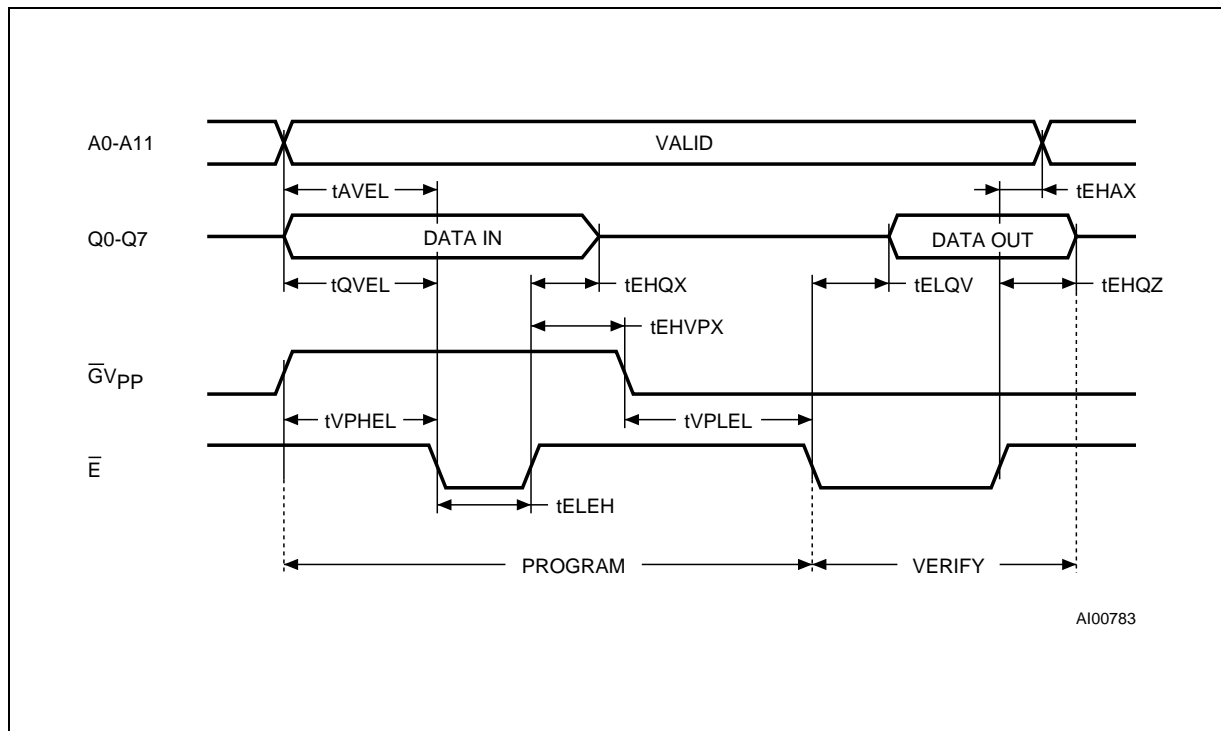 A0-A11
VALID
tAVEL
tEHAX
Q0-Q7
DATA IN
DATA OUT
tQVEL
tEHQX
tELQV
tEHQZ
tEHVPX
G̅VPP
tVPHEL
tVPLEL
E̅
tELEH
PROGRAM
VERIFY
AI00783